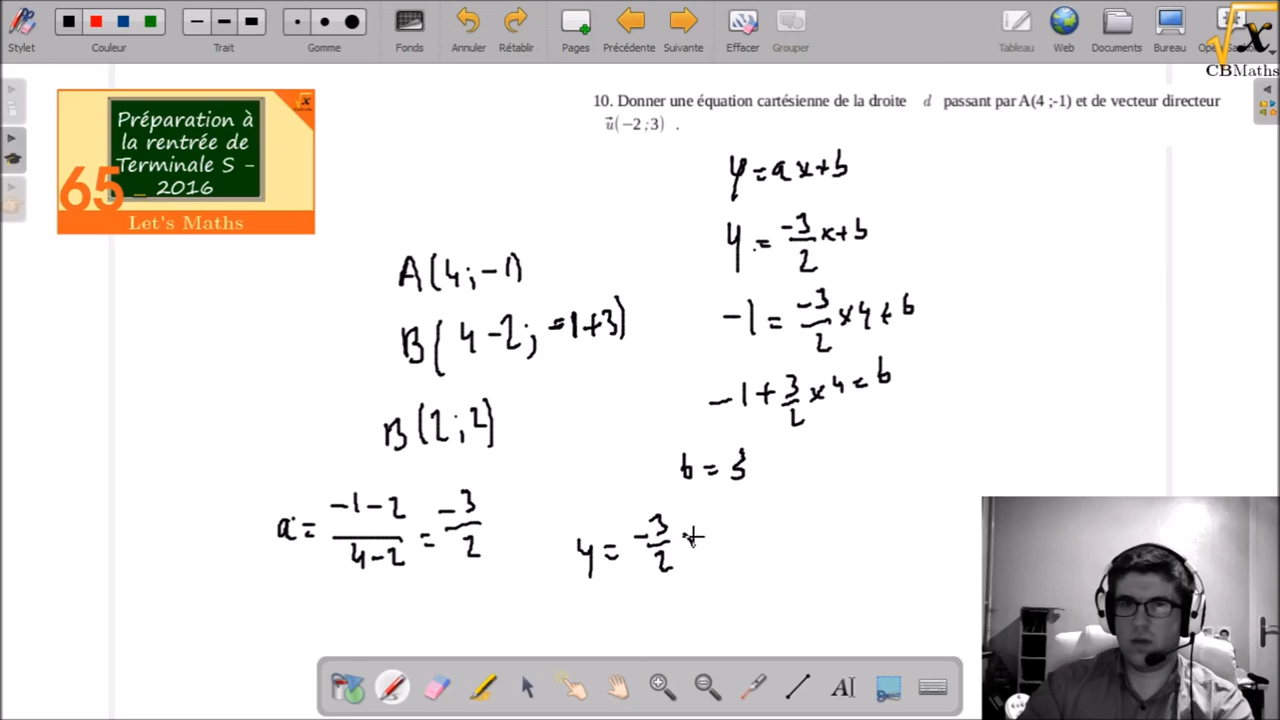 Stylet
Couleur
Trait
Gomme
Fonds
Annuler
Rétablir
Pages
Précédente
Suivante
Effacer
Grouper
Tableau
Web
Documents
Bureau
CBMaths
Préparation à
la rentrée de
Terminale S -
2016
65
Let's Maths
10. Donner une équation cartésienne de la droite d passant par A(4 ;-1) et de vecteur directeur
u⃗(−2 ;3) .
y = ax+b
y = -3/2 x+b
-1 = -3/2 ×4 + b
-1 + 3/2 ×4 = b
b = 3
y = -3/2
A(4; -1)
B(4-2; -1+3)
B(2;2)
a = -1-2/4-2 = -3/2
AI